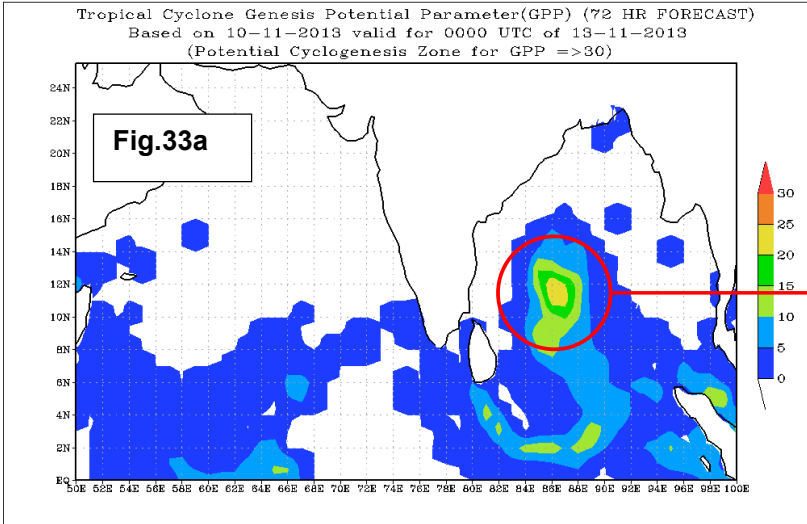 Tropical Cyclone Genesis Potential Parameter(GPP) (72 HR FORECAST)
Based on 10-11-2013 valid for 0000 UTC of 13-11-2013
(Potential Cyclogenesis Zone for GPP =>30)
Fig.33a
24N
22N
20N
18N
16N
14N
12N
10N
8N
6N
4N
2N
EQ
50E 52E 54E 56E 58E 60E 62E 64E 66E 68E 70E 72E 74E 76E 78E 80E 82E 84E 86E 88E 90E 92E 94E 96E 98E 100E
30
25
20
15
10
5
0